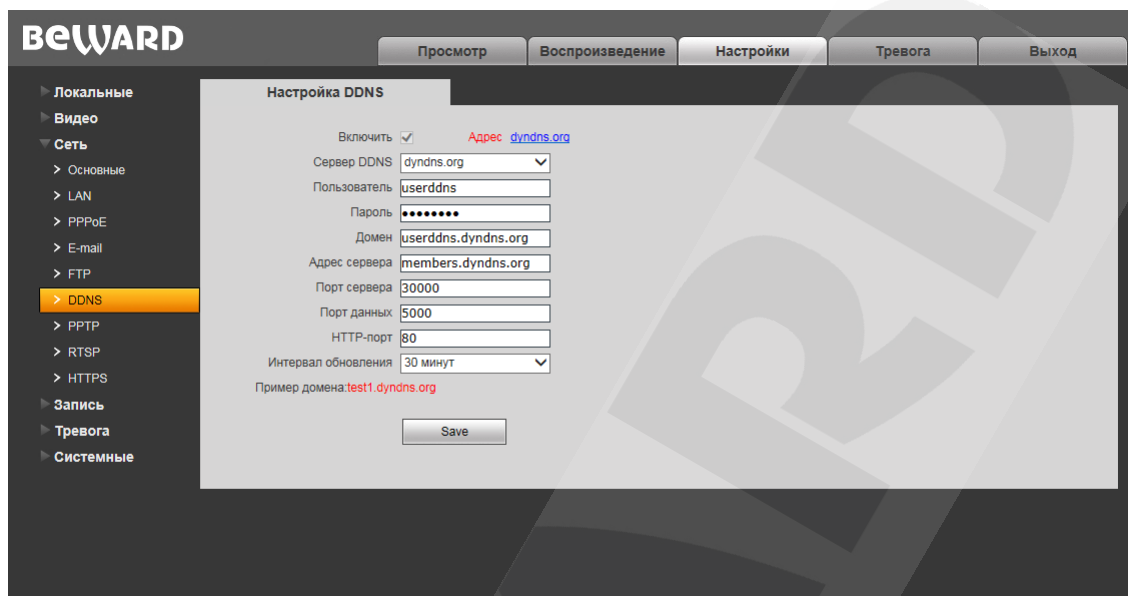 BEWARD
Просмотр Воспроизведение Настройки Тревога Выход
Локальные
Видео
Сеть
> Основные
> LAN
> PPPoE
> E-mail
> FTP
> DDNS
> PPTP
> RTSP
> HTTPS
Запись
Тревога
Системные
Настройка DDNS
Включить Адрес dyndns.org
Сервер DDNS dyndns.org
Пользователь userddns
Пароль ••••••••
Домен userddns.dyndns.org
Адрес сервера members.dyndns.org
Порт сервера 30000
Порт данных 5000
HTTP-порт 80
Интервал обновления 30 минут
Пример домена:test1.dyndns.org
Save